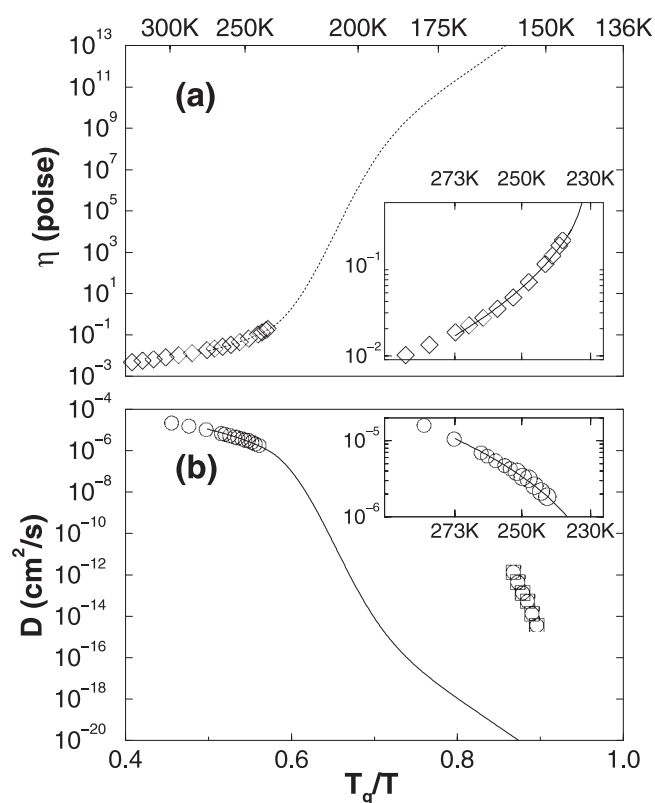 300K 250K 200K 175K 150K 136K
10^13
10^11
10^9
10^7
10^5
10^3
10^1
10^-1
10^-3
η (poise)
(a)
273K 250K 230K
10^-1
10^-2
10^-4
10^-6
10^-8
10^-10
10^-12
10^-14
10^-16
10^-18
10^-20
D (cm^2/s)
(b)
10^-5
10^-6
273K 250K 230K
0.4 0.6 0.8 1.0
T_g/T